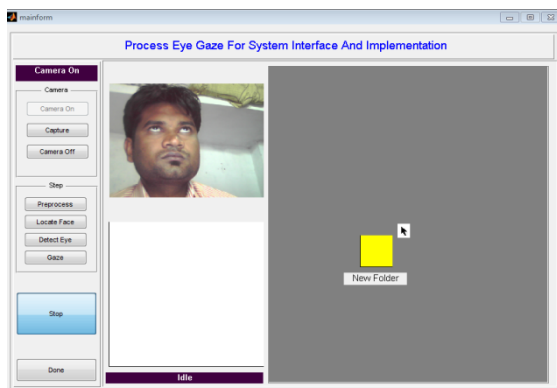 mainform
Process Eye Gaze For System Interface And Implementation
Camera On
Camera
Camera On
Capture
Camera Off
Step
Preprocess
Locate Face
Detect Eye
Gaze
Stop
Done
Idle
New Folder